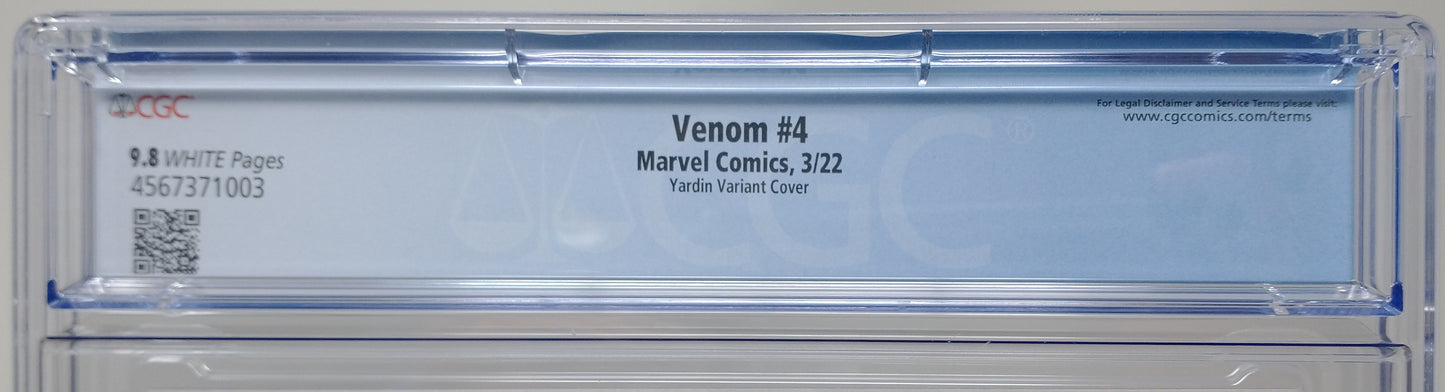 CGC
9.8 WHITE Pages
4567371003
Venom #4
Marvel Comics, 3/22
Yardin Variant Cover
For Legal Disclaimer and Service Terms please visit:
www.cgccomics.com/terms
CGC®